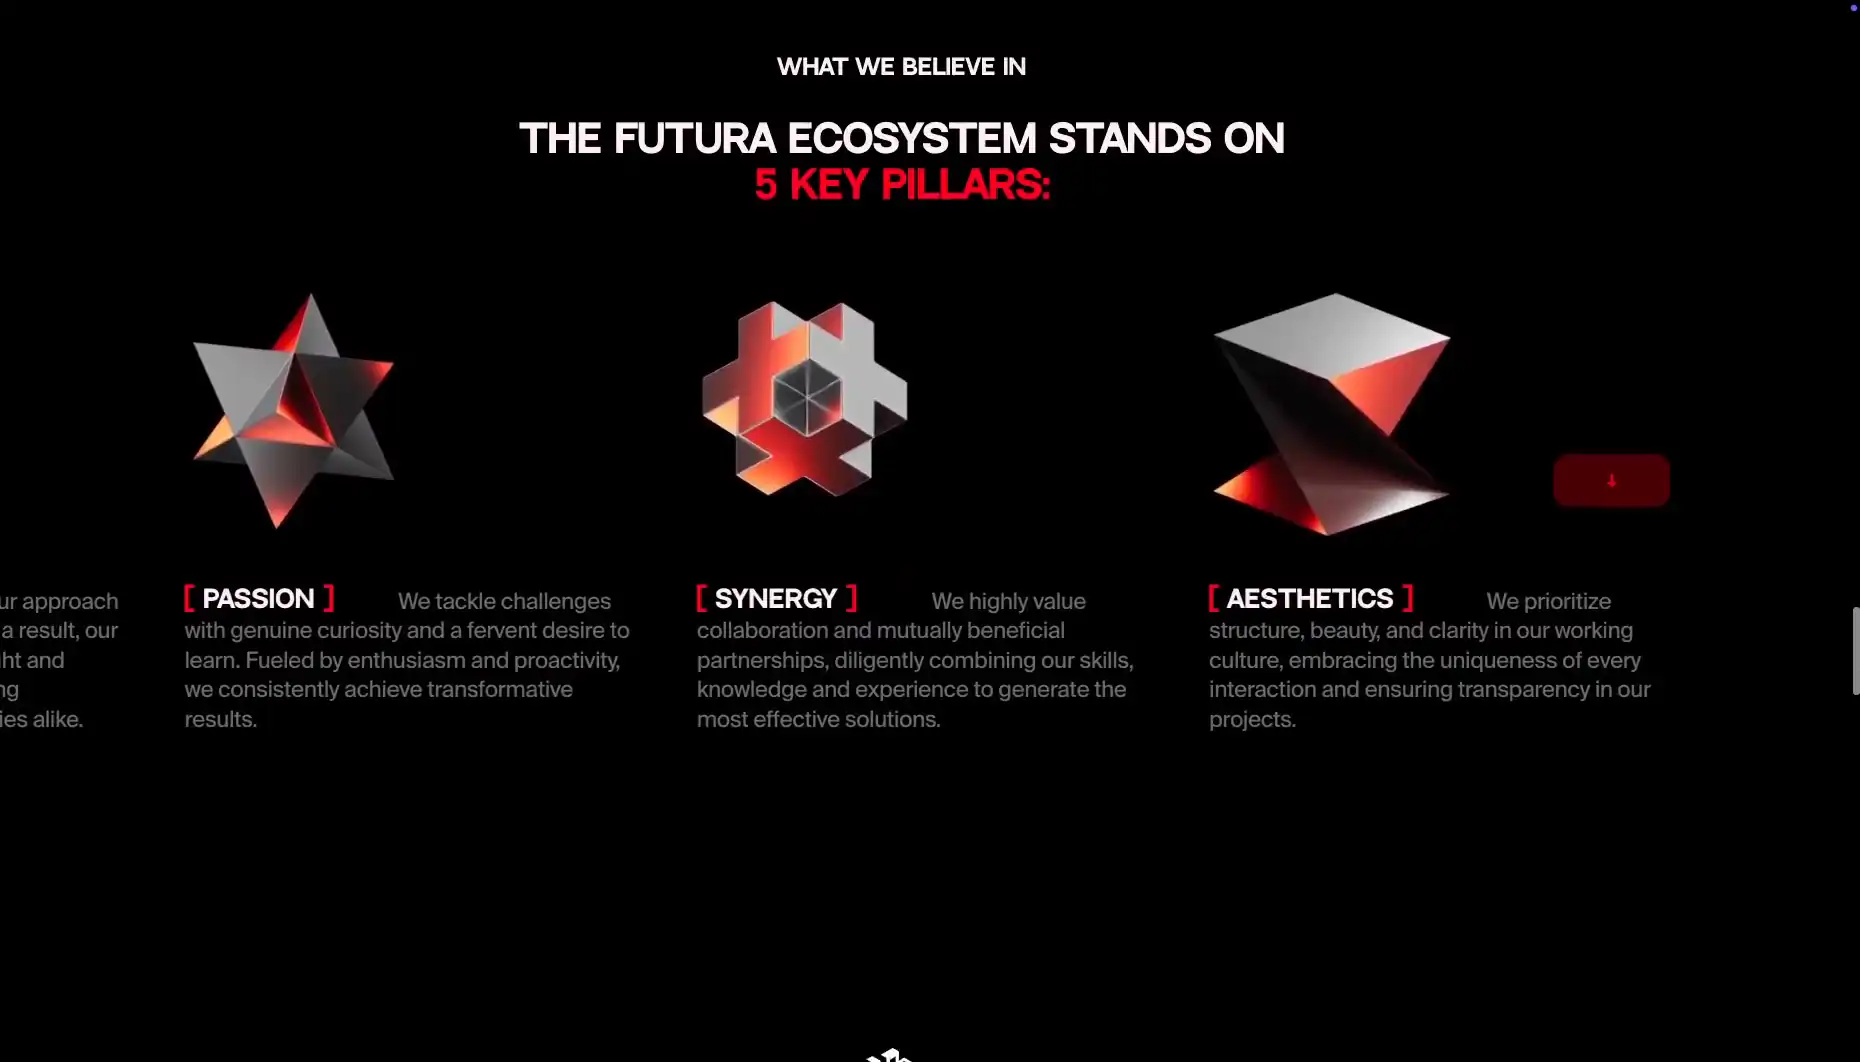 WHAT WE BELIEVE IN
THE FUTURA ECOSYSTEM STANDS ON
5 KEY PILLARS:
approach
a result, our
and
alike.
[ PASSION ] We tackle challenges
with genuine curiosity and a fervent desire to
learn. Fueled by enthusiasm and proactivity,
we consistently achieve transformative
results.
[ SYNERGY ] We highly value
collaboration and mutually beneficial
partnerships, diligently combining our skills,
knowledge and experience to generate the
most effective solutions.
[ AESTHETICS ] We prioritize
structure, beauty, and clarity in our working
culture, embracing the uniqueness of every
interaction and ensuring transparency in our
projects.